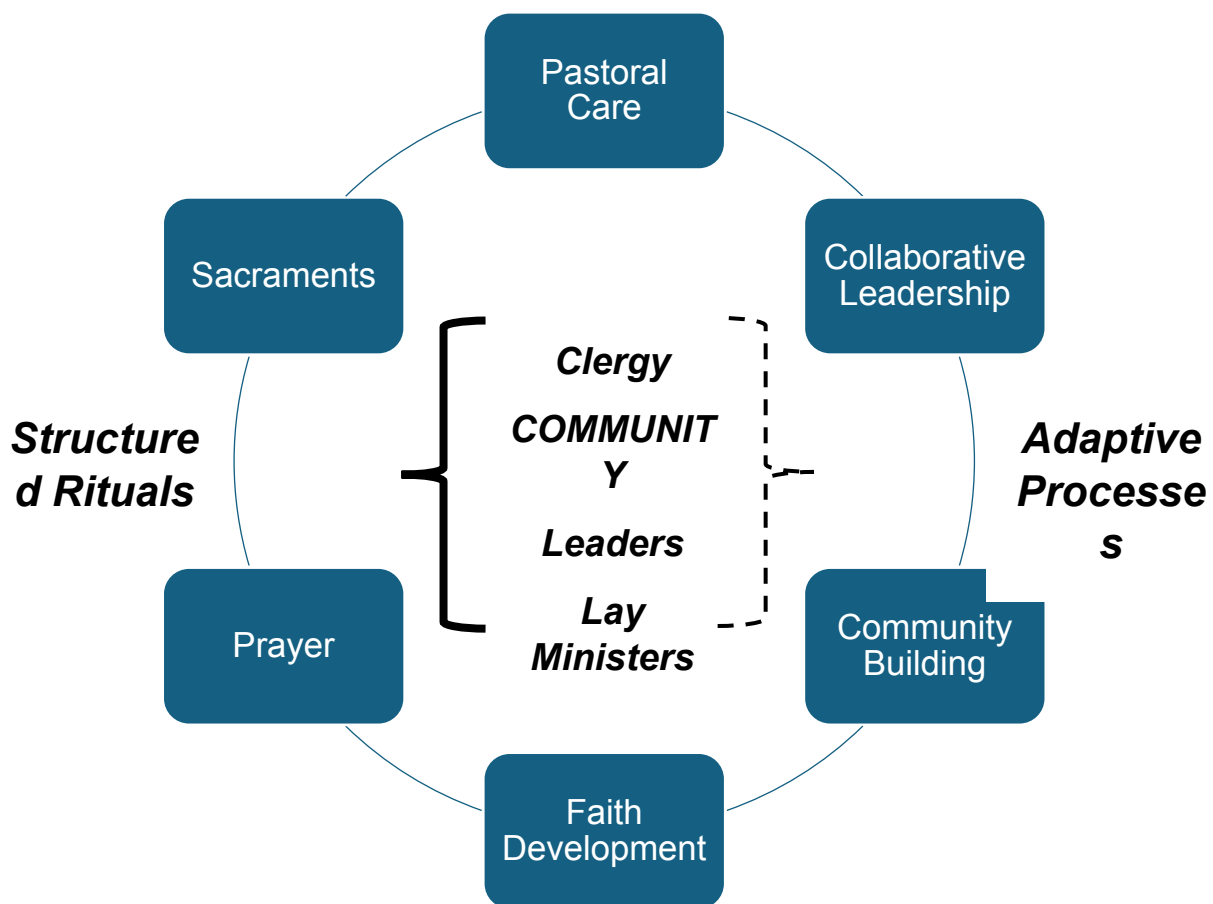 Pastoral
Care
Sacraments
Collaborative
Leadership
Clergy
COMMUNIT
Y
Leaders
Lay
Ministers
Structure
d Rituals
Adaptive
Processe
s
Prayer
Community
Building
Faith
Development